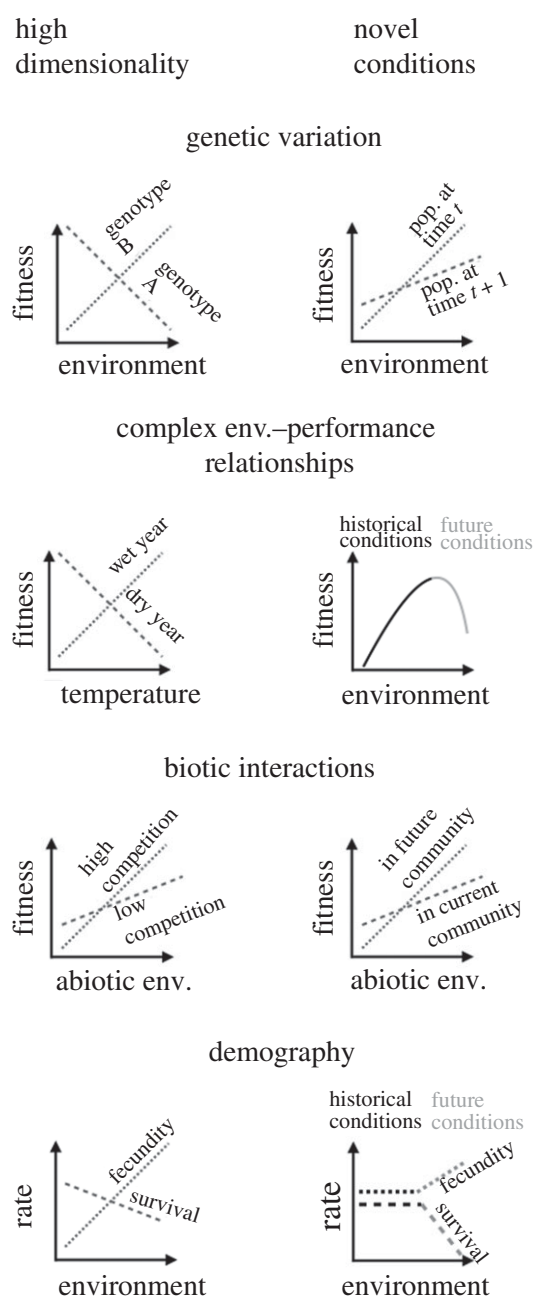 high
dimensionality
novel
conditions
genetic variation
fitness
genotype
B
genotype
A
environment
fitness
pop. at
time t
pop. at
time t + 1
environment
complex env.–performance
relationships
fitness
wet year
dry year
temperature
historical
conditions
future
conditions
fitness
environment
biotic interactions
fitness
high
competition
low
competition
abiotic env.
fitness
in future
community
in current
community
abiotic env.
demography
rate
fecundity
survival
environment
historical
conditions
future
conditions
rate
fecundity
survival
environment